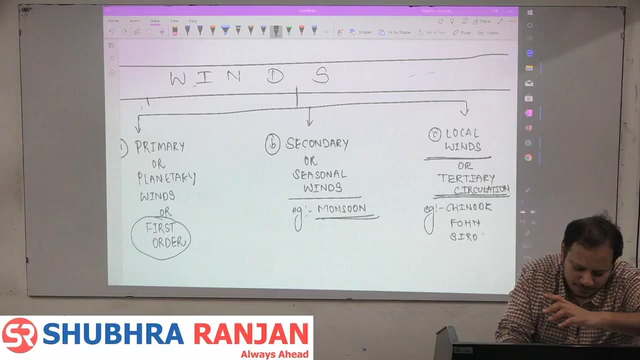 WINDS
a) PRIMARY
OR
PLANETARY
WINDS
OR
FIRST
ORDER
(b) SECONDARY
OR
SEASONAL
WINDS
eg:- MONSOON
(c) LOCAL
WINDS
OR
TERTIARY
CIRCULATION
eg:- CHINOOK
FOHN
SIRO
SR SHUBHRA RANJAN
Always Ahead